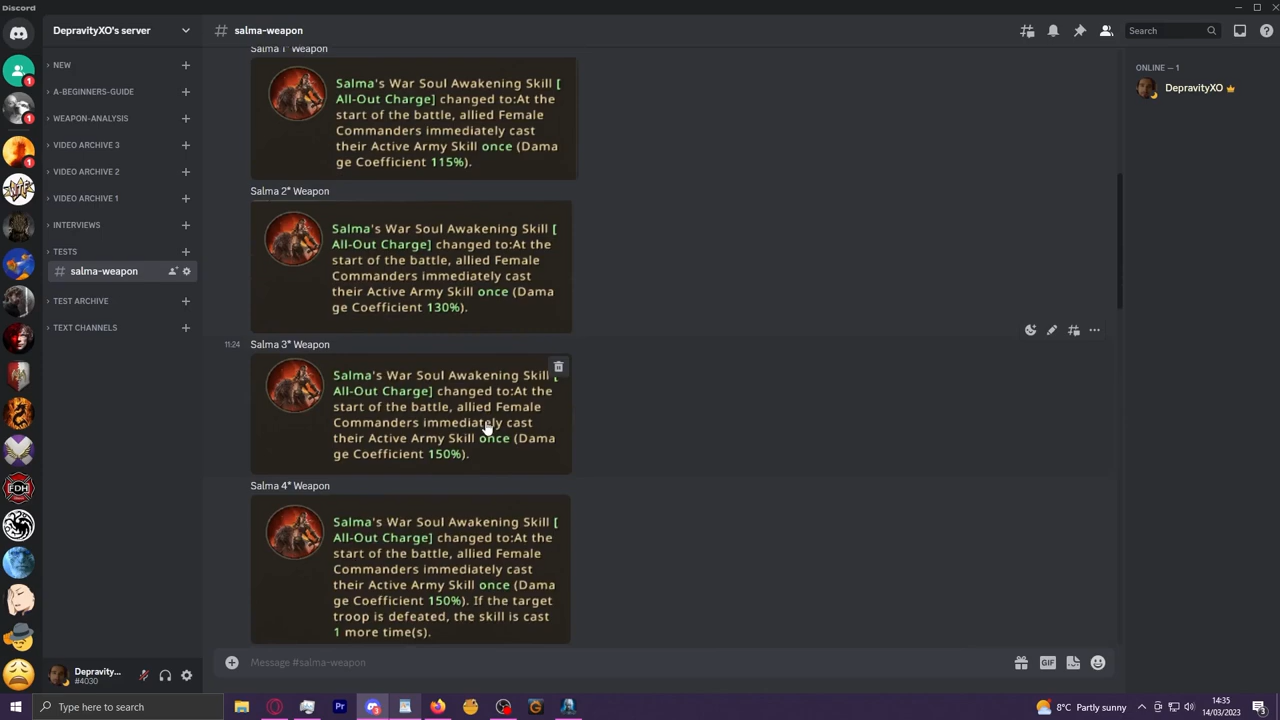 Discord
DepravityXO's server
salma-weapon
Search
NEW
A-BEGINNERS-GUIDE
WEAPON-ANALYSIS
VIDEO ARCHIVE 3
VIDEO ARCHIVE 2
VIDEO ARCHIVE 1
INTERVIEWS
TESTS
salma-weapon
TEST ARCHIVE
TEXT CHANNELS
Salma 1* Weapon
Salma's War Soul Awakening Skill [
All-Out Charge] changed to:At the
start of the battle, allied Female
Commanders immediately cast
their Active Army Skill once (Dama
ge Coefficient 115%).
Salma 2* Weapon
Salma's War Soul Awakening Skill [
All-Out Charge] changed to:At the
start of the battle, allied Female
Commanders immediately cast
their Active Army Skill once (Dama
ge Coefficient 130%).
11:24
Salma 3* Weapon
Salma's War Soul Awakening Skill [
All-Out Charge] changed to:At the
start of the battle, allied Female
Commanders immediately cast
their Active Army Skill once (Dama
ge Coefficient 150%).
Salma 4* Weapon
Salma's War Soul Awakening Skill [
All-Out Charge] changed to:At the
start of the battle, allied Female
Commanders immediately cast
their Active Army Skill once (Dama
ge Coefficient 150%). If the target
troop is defeated, the skill is cast
1 more time(s).
Message #salma-weapon
GIF
ONLINE — 1
DepravityXO
Depravity...
#4030
Type here to search
8°C Partly sunny
14:35
14/03/2023